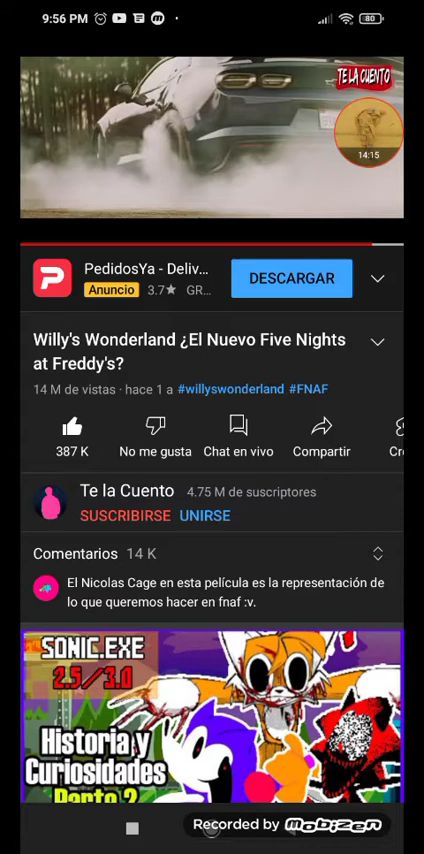 9:56 PM
80
TE LA CUENTO
14:15
PedidosYa - Deliv...
DESCARGAR
Anuncio 3.7★ GR...
Willy's Wonderland ¿El Nuevo Five Nights
at Freddy's?
14 M de vistas · hace 1 a #willyswonderland #FNAF
387 K
No me gusta
Chat en vivo
Compartir
Cre
Te la Cuento 4.75 M de suscriptores
SUSCRIBIRSE UNIRSE
Comentarios 14 K
El Nicolas Cage en esta película es la representación de
lo que queremos hacer en fnaf :v.
SONIC.EXE
2.5/3.0
Historia y
Curiosidades
Parte 2
Recorded by Mobizen